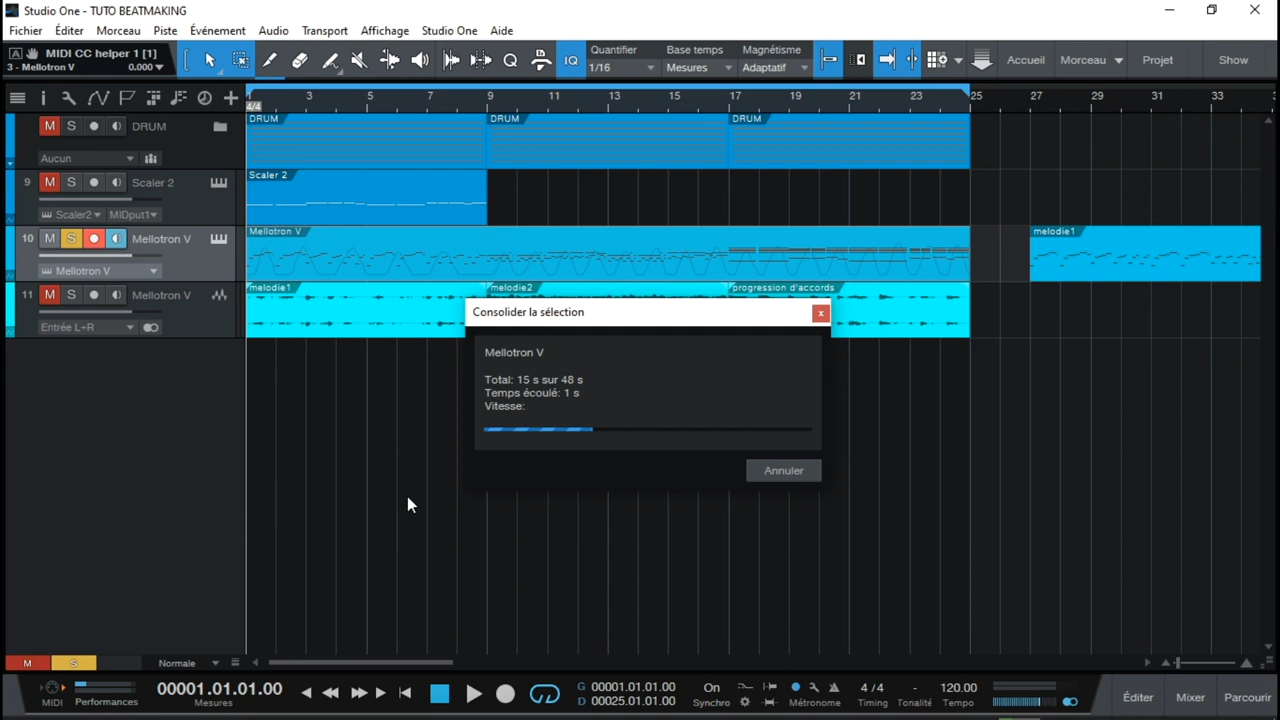 Studio One - TUTO BEATMAKING
Fichier Éditer Morceau Piste Événement Audio Transport Affichage Studio One Aide
A MIDI CC helper 1 [1]
3 - Mellotron V 0.000
IQ
Quantifier Base temps Magnétisme
1/16 Mesures Adaptatif
Accueil Morceau Projet Show
3 5 7 9 11 13 15 17 19 21 23 25 27 29 31 33
4/4
M S DRUM
Aucun
DRUM DRUM DRUM
9 M S Scaler 2
Scaler2 MIDput1
Scaler 2
10 M S Mellotron V
Mellotron V
Mellotron V melodie1
11 M S Mellotron V
Entrée L+R
melodie1 melodie2 progression d'accords
Consolider la sélection
x
Mellotron V
Total: 15 s sur 48 s
Temps écoulé: 1 s
Vitesse:
Annuler
M S Normale
MIDI Performances
00001.01.01.00
Mesures
G 00001.01.01.00
D 00025.01.01.00
On
Synchro
Métronome
4 / 4
Timing
-
Tonalité
120.00
Tempo
Éditer Mixer Parcourir